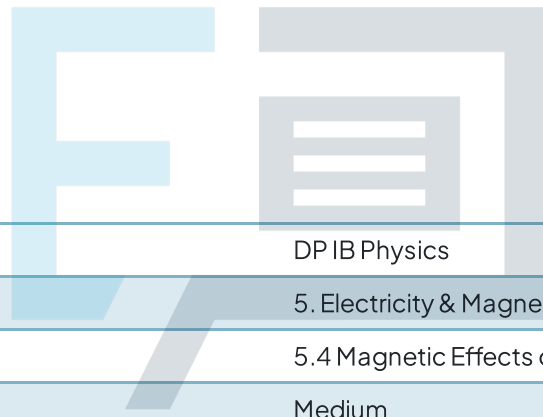 DP IB Physics
5. Electricity & Magne
5.4 Magnetic Effects
Medium